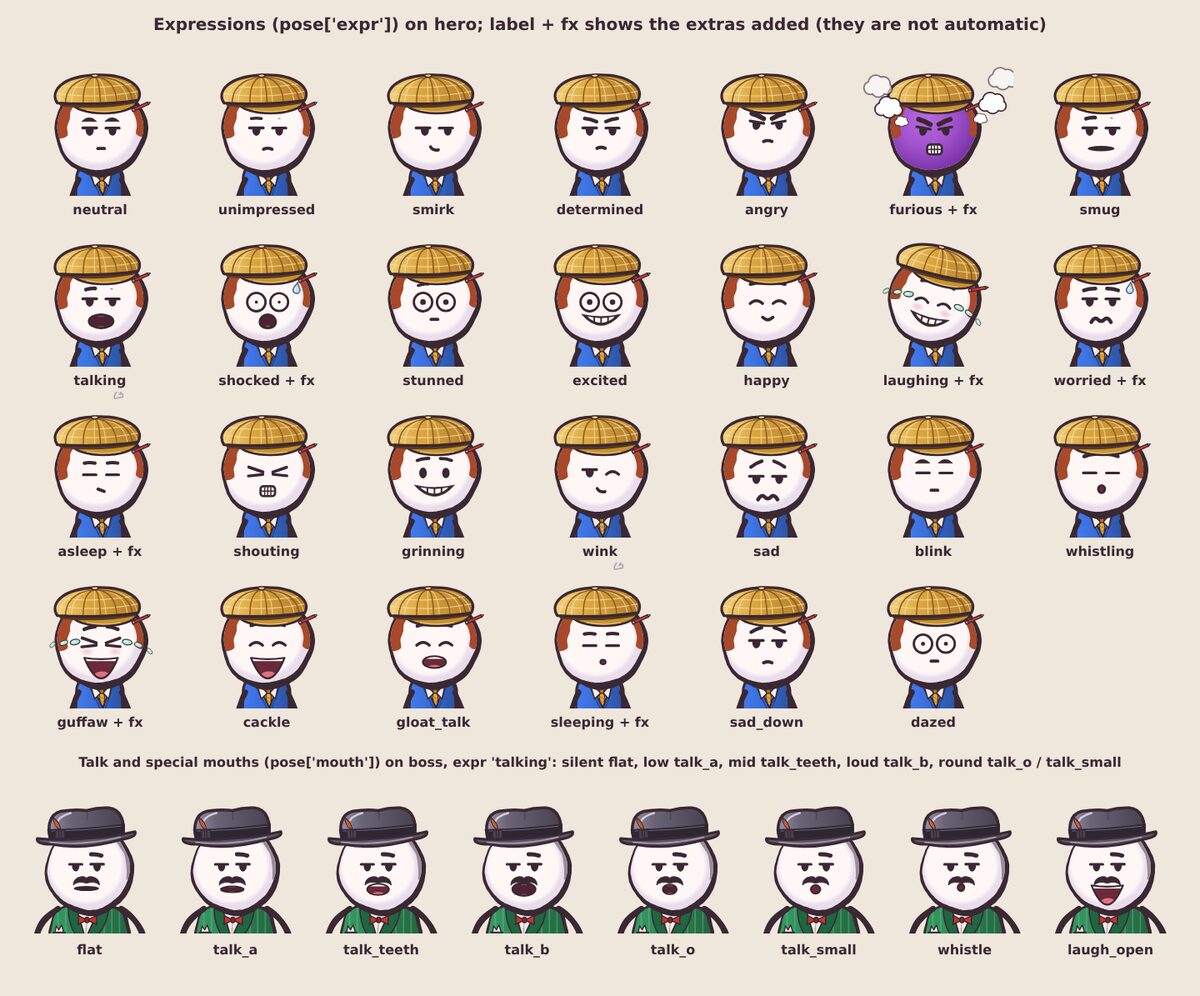 Expressions (pose['expr']) on hero; label + fx shows the extras added (they are not automatic)
neutral unimpressed smirk determined angry furious + fx smug
talking shocked + fx stunned excited happy laughing + fx worried + fx
asleep + fx shouting grinning wink sad blink whistling
guffaw + fx cackle gloat_talk sleeping + fx sad_down dazed
Talk and special mouths (pose['mouth']) on boss, expr 'talking': silent flat, low talk_a, mid talk_teeth, loud talk_b, round talk_o / talk_small
flat talk_a talk_teeth talk_b talk_o talk_small whistle laugh_open